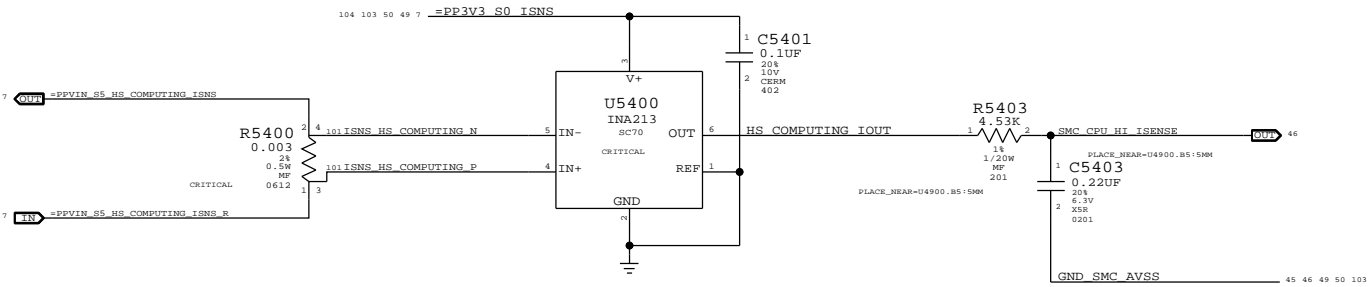 104 103 50 49 7 =PP3V3_S0_ISNS
1 C5401
0.1UF
20%
10V
2 CERM
402
3
V+
7 OUT =PPVIN_S5_HS_COMPUTING_ISNS
U5400
INA213
SC70
CRITICAL
R5400
0.003
2%
0.5W
MF
0612
CRITICAL
2 4
1 3
101 ISNS_HS_COMPUTING_N 5 IN-
101 ISNS_HS_COMPUTING_P 4 IN+
OUT 6 HS_COMPUTING_IOUT
REF 1
GND
2
R5403
4.53K
1 2
1%
1/20W
MF
201
PLACE_NEAR=U4900.B5:5MM
SMC_CPU_HI_ISENSE OUT 46
PLACE_NEAR=U4900.B5:5MM
1 C5403
0.22UF
20%
6.3V
2 X5R
0201
7 IN =PPVIN_S5_HS_COMPUTING_ISNS_R
GND_SMC_AVSS 45 46 49 50 103